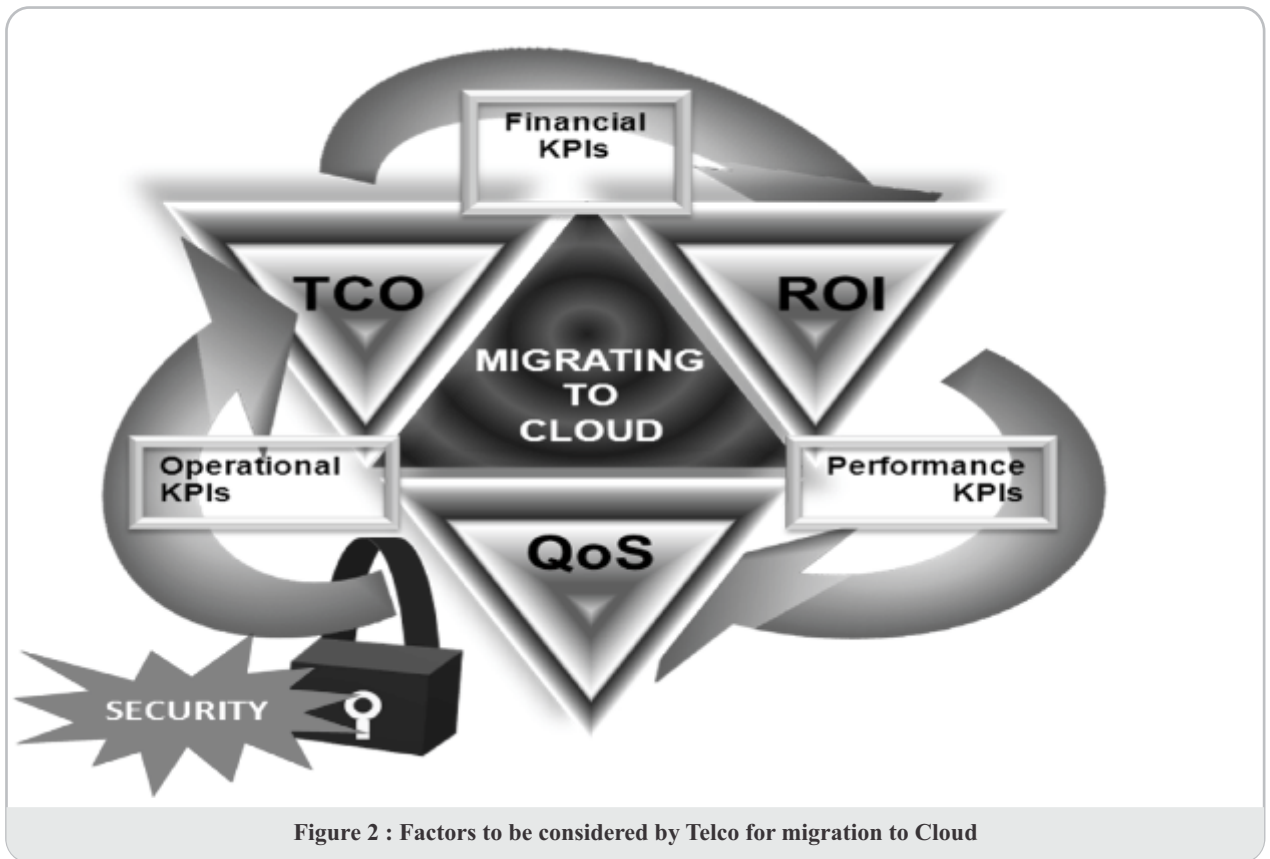 Financial
KPIs
TCO
ROI
MIGRATING
TO
CLOUD
Operational
KPIs
Performance
KPIs
QoS
SECURITY
Figure 2 : Factors to be considered by Telco for migration to Cloud